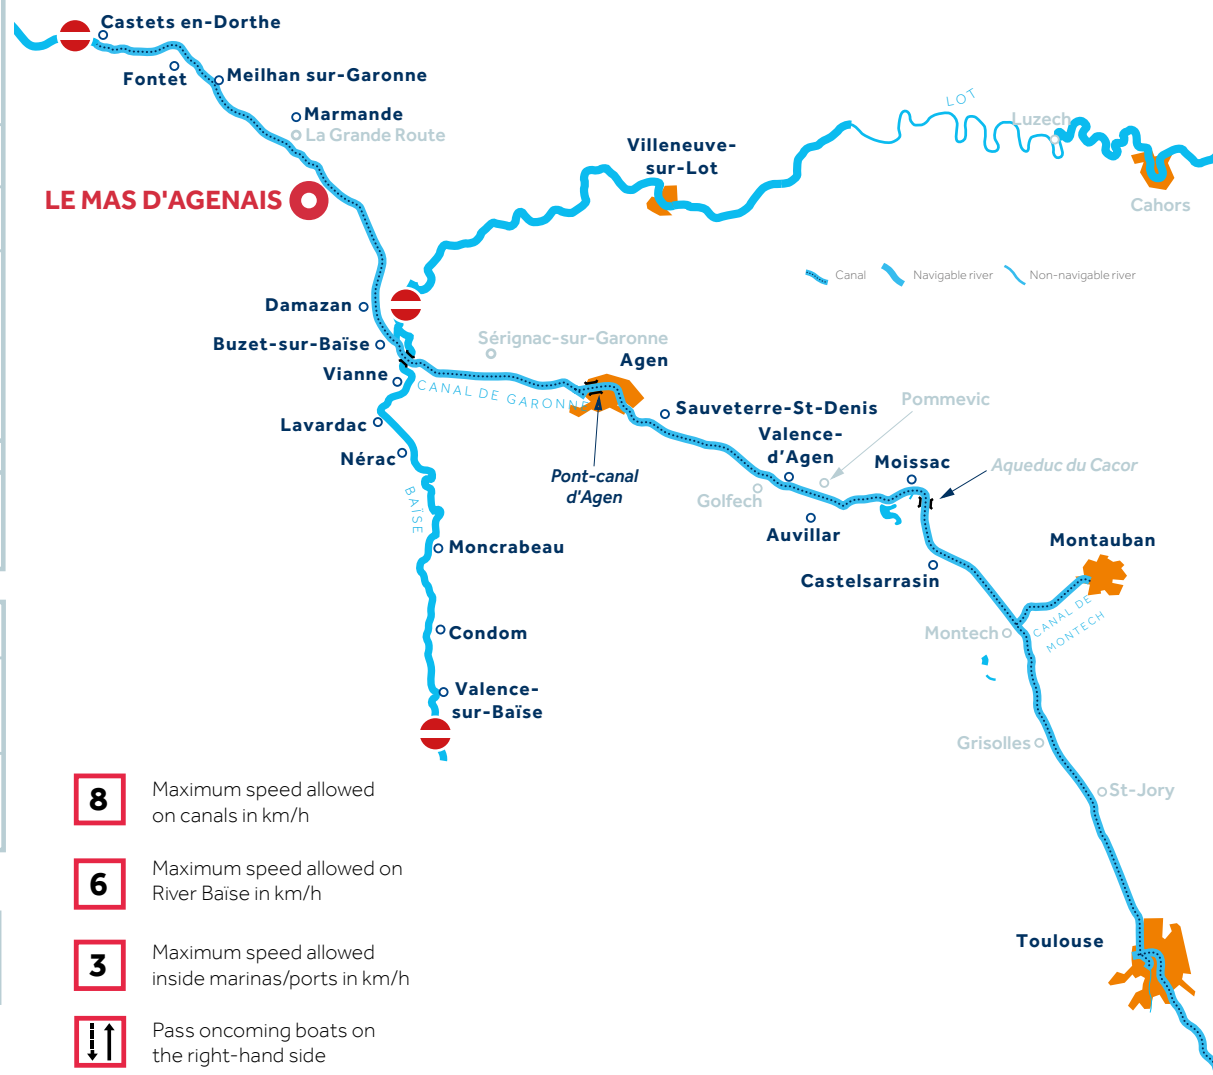 Castets en-Dorthe
Fontet
Meilhan sur-Garonne
Marmande
La Grande Route
LE MAS D'AGENAIS
LOT
Luzech
Villeneuve-
sur-Lot
Cahors
Canal
Navigable river
Non-navigable river
Damazan
Buzet-sur-Baïse
Vianne
Sérignac-sur-Garonne
Agen
CANAL DE GARONNE
Lavardac
Nérac
Pont-canal
d'Agen
Sauveterre-St-Denis
Pommevic
Valence-
d’Agen
Golfech
Auvillar
Moissac
Aqueduc du Cacor
Castelsarrasin
Montauban
BAÏSE
Moncrabeau
Condom
Valence-
sur-Baïse
Montech
CANAL DE
MONTECH
Grisolles
St-Jory
Toulouse
8
Maximum speed allowed
on canals in km/h
6
Maximum speed allowed on
River Baïse in km/h
3
Maximum speed allowed
inside marinas/ports in km/h
Pass oncoming boats on
the right-hand side